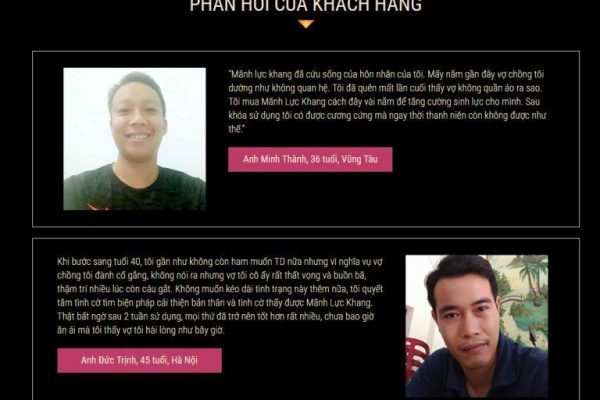 PHẢN HỒI CỦA KHÁCH HÀNG
"Mãnh lực khang đã cứu sống của hôn nhân của tôi. Mấy năm gần đây vợ chồng tôi
dường như không quan hệ. Tôi đã quên mất lần cuối thấy vợ không quần áo ra sao.
Tôi mua Mãnh Lực Khang cách đây vài năm để tăng cường sinh lực cho mình. Sau
khóa sử dụng tôi có được cương cứng mà ngay thời thanh niên còn không được như
thế."
Anh Minh Thành, 36 tuổi, Vũng Tàu
Khi bước sang tuổi 40, tôi gần như không còn ham muốn TD nữa nhưng vì nghĩa vụ vợ
chồng tôi đành cố gắng, không nói ra nhưng vợ tôi cô ấy rất thất vọng và buồn bã,
thậm trí nhiều lúc còn cáu gắt. Không muốn kéo dài tình trạng này thêm nữa, tôi quyết
tâm tình cờ tìm biện pháp cải thiện bản thân và tình cờ thấy được Mãnh Lực Khang.
Thật bất ngờ sau 2 tuần sử dụng, mọi thứ đã trở nên tốt hơn rất nhiều, chưa bao giờ
ân ái mà tôi thấy vợ tôi hài lòng như bây giờ.
Anh Đức Trịnh, 45 tuổi, Hà Nội